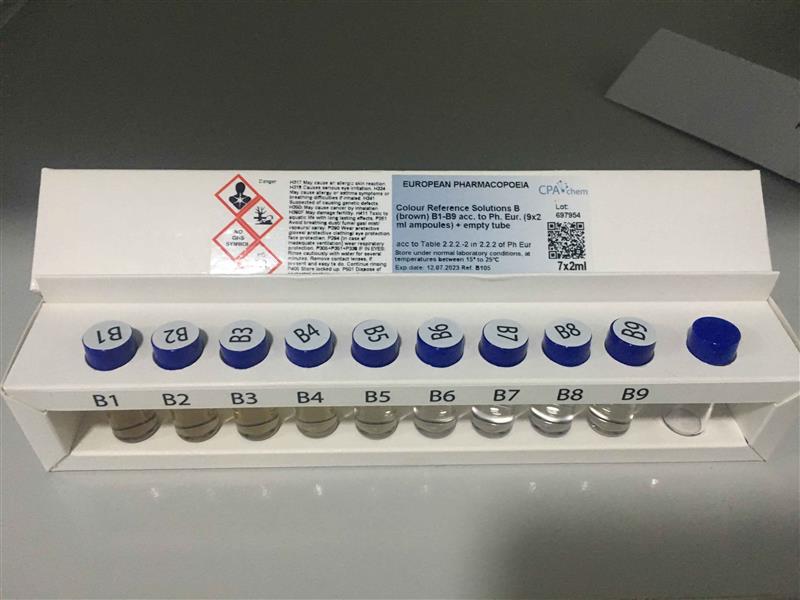 Danger
H317 May cause an allergic skin reaction.
H319 Causes serious eye irritation. H334
May cause allergy or asthma symptoms or
breathing difficulties if inhaled. H341
Suspected of causing genetic defects.
H350i May cause cancer by inhalation.
H360F May damage fertility. H411 Toxic to
aquatic life with long lasting effects. P261
Avoid breathing dust/ fume/ gas/ mist/
vapours/ spray. P280 Wear protective
gloves/ protective clothing/ eye protection/
face protection. P284 [In case of
inadequate ventilation] wear respiratory
protection. P305+P351+P338 IF IN EYES:
Rinse cautiously with water for several
minutes. Remove contact lenses, if
present and easy to do. Continue rinsing
P405 Store locked up. P501 Dispose of
NO
GHS
SYMBOL
EUROPEAN PHARMACOPOEIA
Colour Reference Solutions B
(brown) B1-B9 acc. to Ph. Eur. (9x2
ml ampoules) + empty tube
acc to Table 2.2.2.-2 in 2.2.2 of Ph Eur
Store under normal laboratory conditions, at
temperatures between 15° to 25°C
Exp date: 12.07.2023 Ref. B105
CPAchem
Lot:
697954
7x2ml
B1 B2 B3 B4 B5 B6 B7 B8 B9
B1 B2 B3 B4 B5 B6 B7 B8 B9